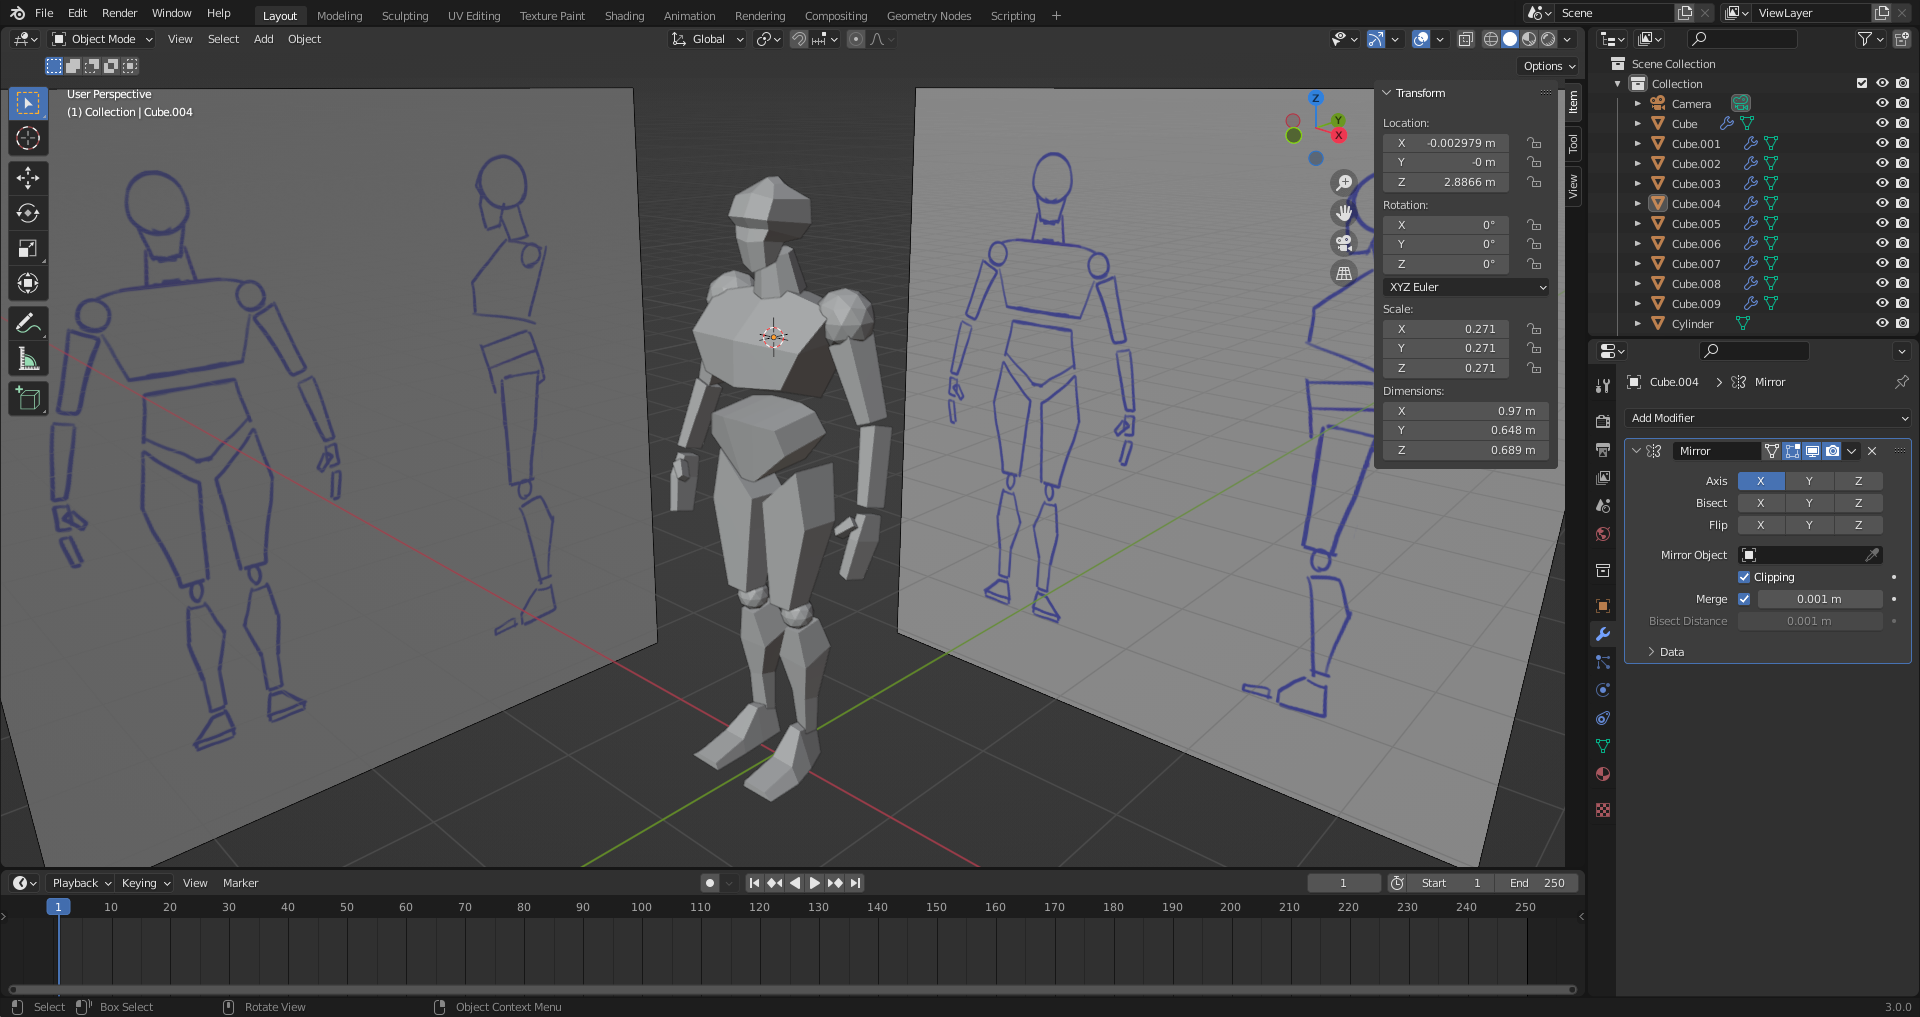 File Edit Render Window Help Layout Modeling Sculpting UV Editing Texture Paint Shading Animation Rendering Compositing Geometry Nodes Scripting + Scene ViewLayer
Object Mode View Select Add Object Global
Options
User Perspective
(1) Collection | Cube.004
Z
Y
X
Transform
Location:
X -0.002979 m
Y -0 m
Z 2.8866 m
Rotation:
X 0°
Y 0°
Z 0°
XYZ Euler
Scale:
X 0.271
Y 0.271
Z 0.271
Dimensions:
X 0.97 m
Y 0.648 m
Z 0.689 m
Item
Tool
View
Scene Collection
Collection
Camera
Cube
Cube.001
Cube.002
Cube.003
Cube.004
Cube.005
Cube.006
Cube.007
Cube.008
Cube.009
Cylinder
Cube.004 > Mirror
Add Modifier
Mirror
Axis X Y Z
Bisect X Y Z
Flip X Y Z
Mirror Object
Clipping
Merge 0.001 m
Bisect Distance 0.001 m
Data
Playback Keying View Marker 1 Start 1 End 250
1 10 20 30 40 50 60 70 80 90 100 110 120 130 140 150 160 170 180 190 200 210 220 230 240 250
Select Box Select Rotate View Object Context Menu 3.0.0